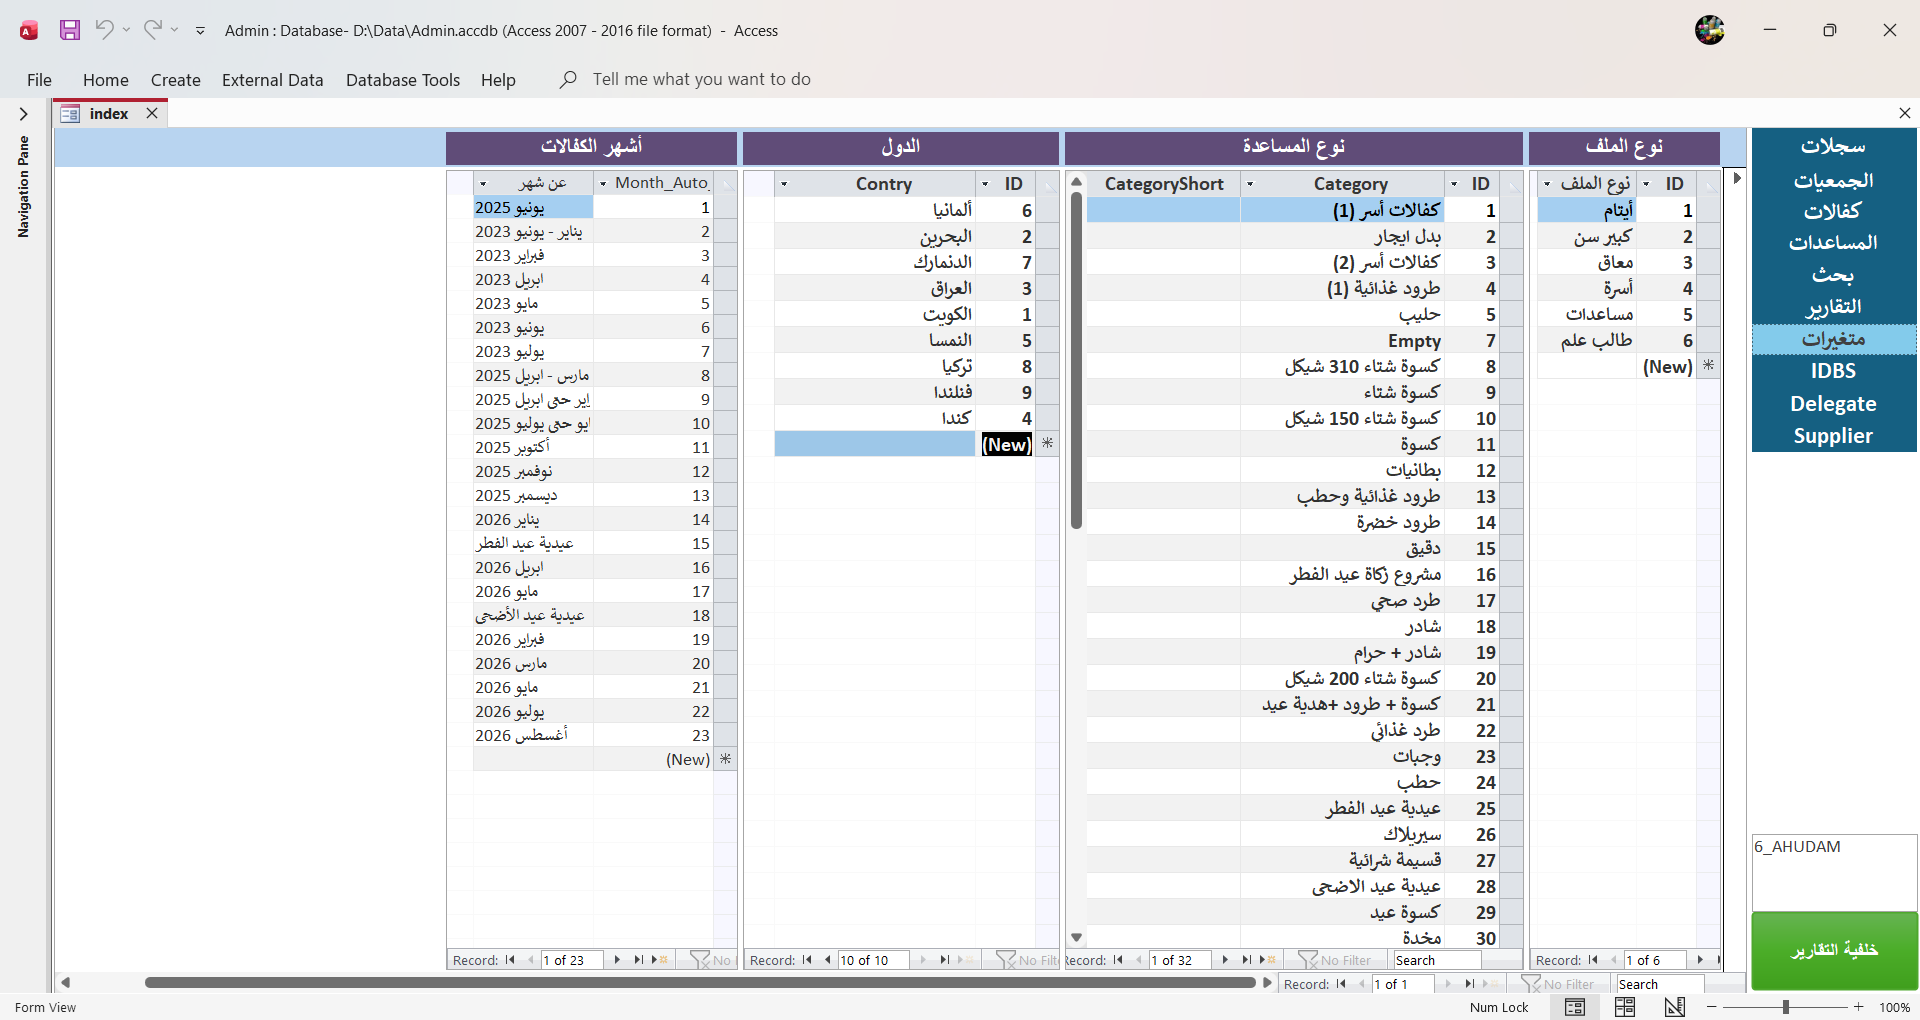 Admin : Database- D:\Data\Admin.accdb (Access 2007 - 2016 file format) - Access
File Home Create External Data Database Tools Help Tell me what you want to do
index
Navigation Pane
نوع الملف
ID نوع الملف
1 أيتام
2 كبير سن
3 معاق
4 أسرة
5 مساعدات
6 طالب علم
(New)
Record: 1 of 6
نوع المساعدة
ID Category CategoryShort
1 كفالات أسر (1)
2 بدل ايجار
3 كفالات أسر (2)
4 طرود غذائية (1)
5 حليب
7 Empty
8 كسوة شتاء 310 شيكل
9 كسوة شتاء
10 كسوة شتاء 150 شيكل
11 كسوة
12 بطانيات
13 طرود غذائية وحطب
14 طرود خضرة
15 دقيق
16 مشروع زكاة عيد الفطر
17 طرد صحي
18 شادر
19 شادر + حرام
20 كسوة شتاء 200 شيكل
21 كسوة + طرود +هدية عيد
22 طرد غذائي
23 وجبات
24 حطب
25 عيدية عيد الفطر
26 سيريلاك
27 قسيمة شرائية
28 عيدية عيد الاضحى
29 كسوة عيد
30 مخدة
Record: 1 of 32 No Filter Search
الدول
ID Contry
6 ألمانيا
2 البحرين
7 الدنمارك
3 العراق
1 الكويت
5 النمسا
8 تركيا
9 فنلندا
4 كندا
(New)
Record: 10 of 10 No Filt
أشهر الكفالات
Month_Auto_ عن شهر
1 يونيو 2025
2 يناير - يونيو 2023
3 فبراير 2023
4 ابريل 2023
5 مايو 2023
6 يونيو 2023
7 يوليو 2023
8 مارس - ابريل 2025
9 اير حتى ابريل 2025
10 ايو حتى يوليو 2025
11 أكتوبر 2025
12 نوفمبر 2025
13 ديسمبر 2025
14 يناير 2026
15 عيدية عيد الفطر
16 ابريل 2026
17 مايو 2026
18 عيدية عيد الأضحى
19 فبراير 2026
20 مارس 2026
21 مايو 2026
22 يوليو 2026
23 أغسطس 2026
(New)
Record: 1 of 23 No
سجلات
الجمعيات
كفالات
المساعدات
بحث
التقارير
متغيرات
IDBS
Delegate
Supplier
6_AHUDAM
خلفية التقارير
Record: 1 of 1 No Filter Search
Form View Num Lock 100%